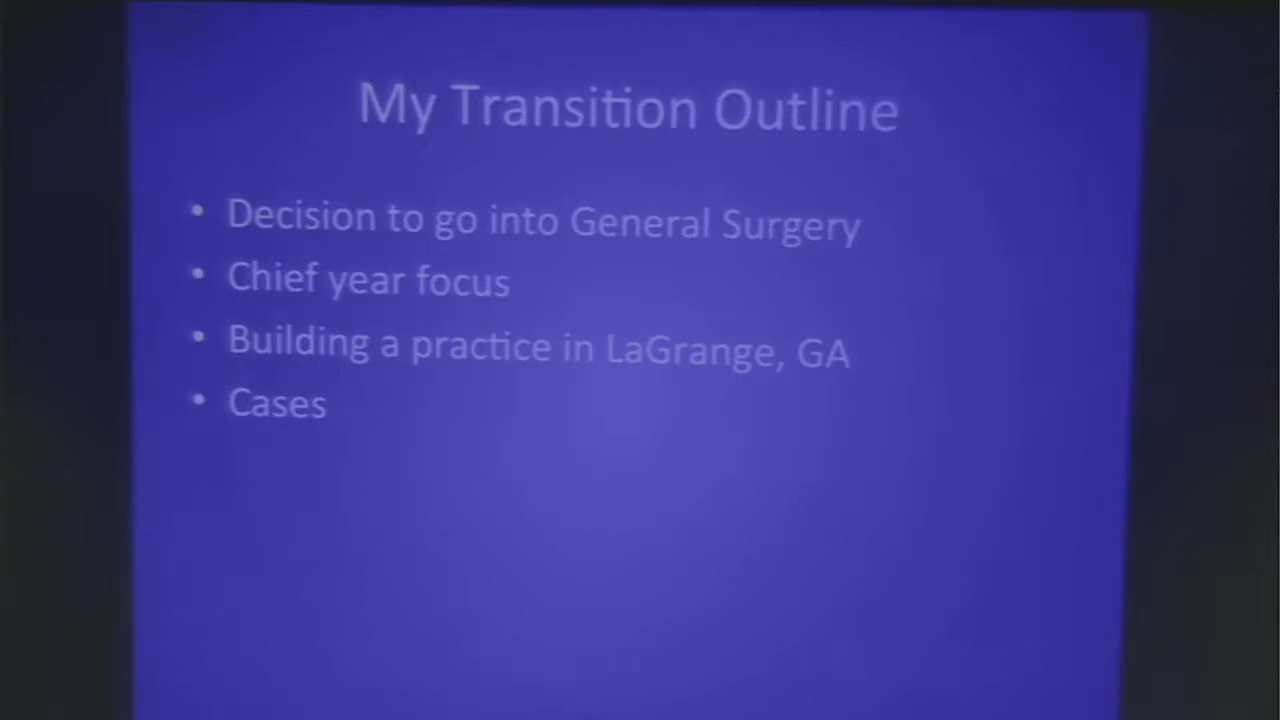 My Transition Outline
• Decision to go into General Surgery
• Chief year focus
• Building a practice in LaGrange, GA
• Cases